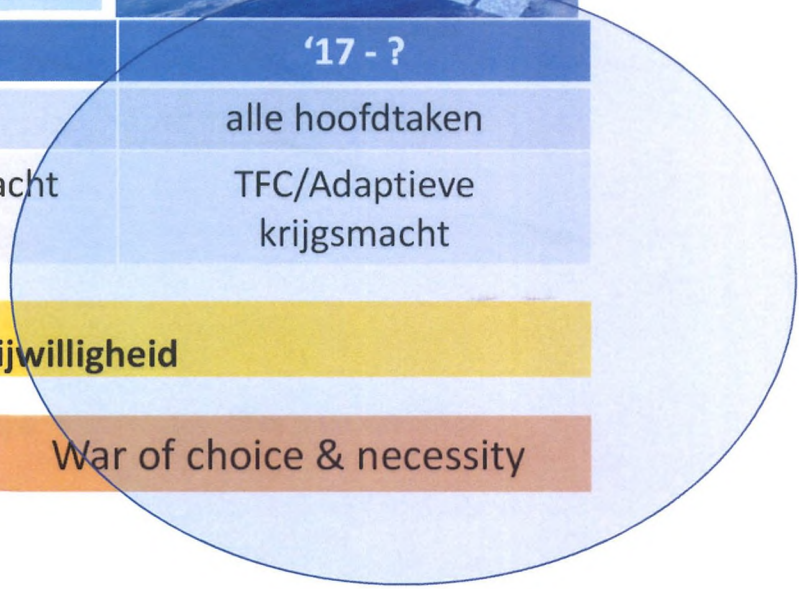 ‘17 - ?
alle hoofdtaken
acht TFC/Adaptieve
krijgsmacht
ijwilligheid
War of choice & necessity